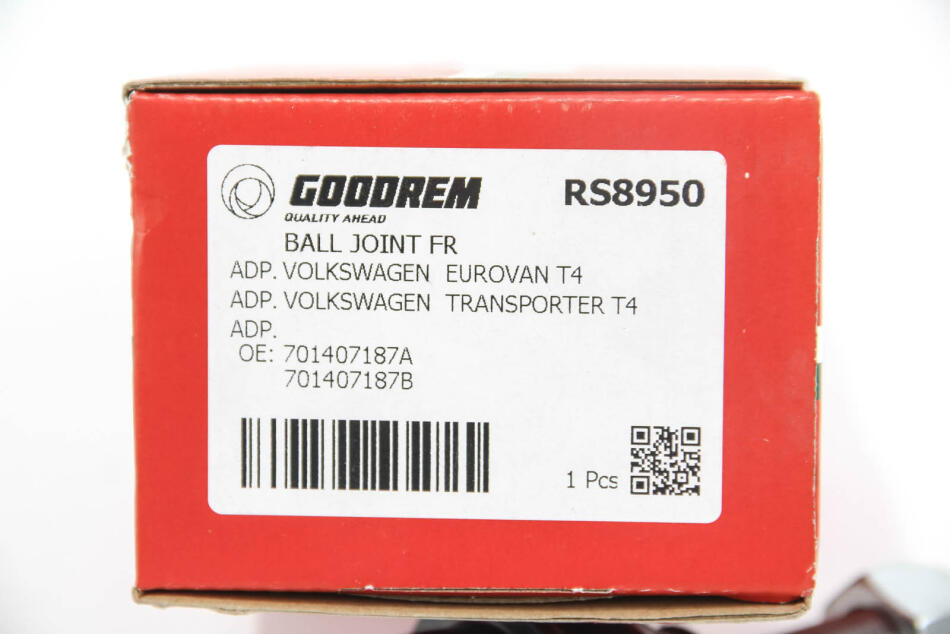 GOODREM
RS8950
QUALITY AHEAD
BALL JOINT FR
ADP. VOLKSWAGEN EUROVAN T4
ADP. VOLKSWAGEN TRANSPORTER T4
ADP.
OE: 701407187A
701407187B
1 Pcs